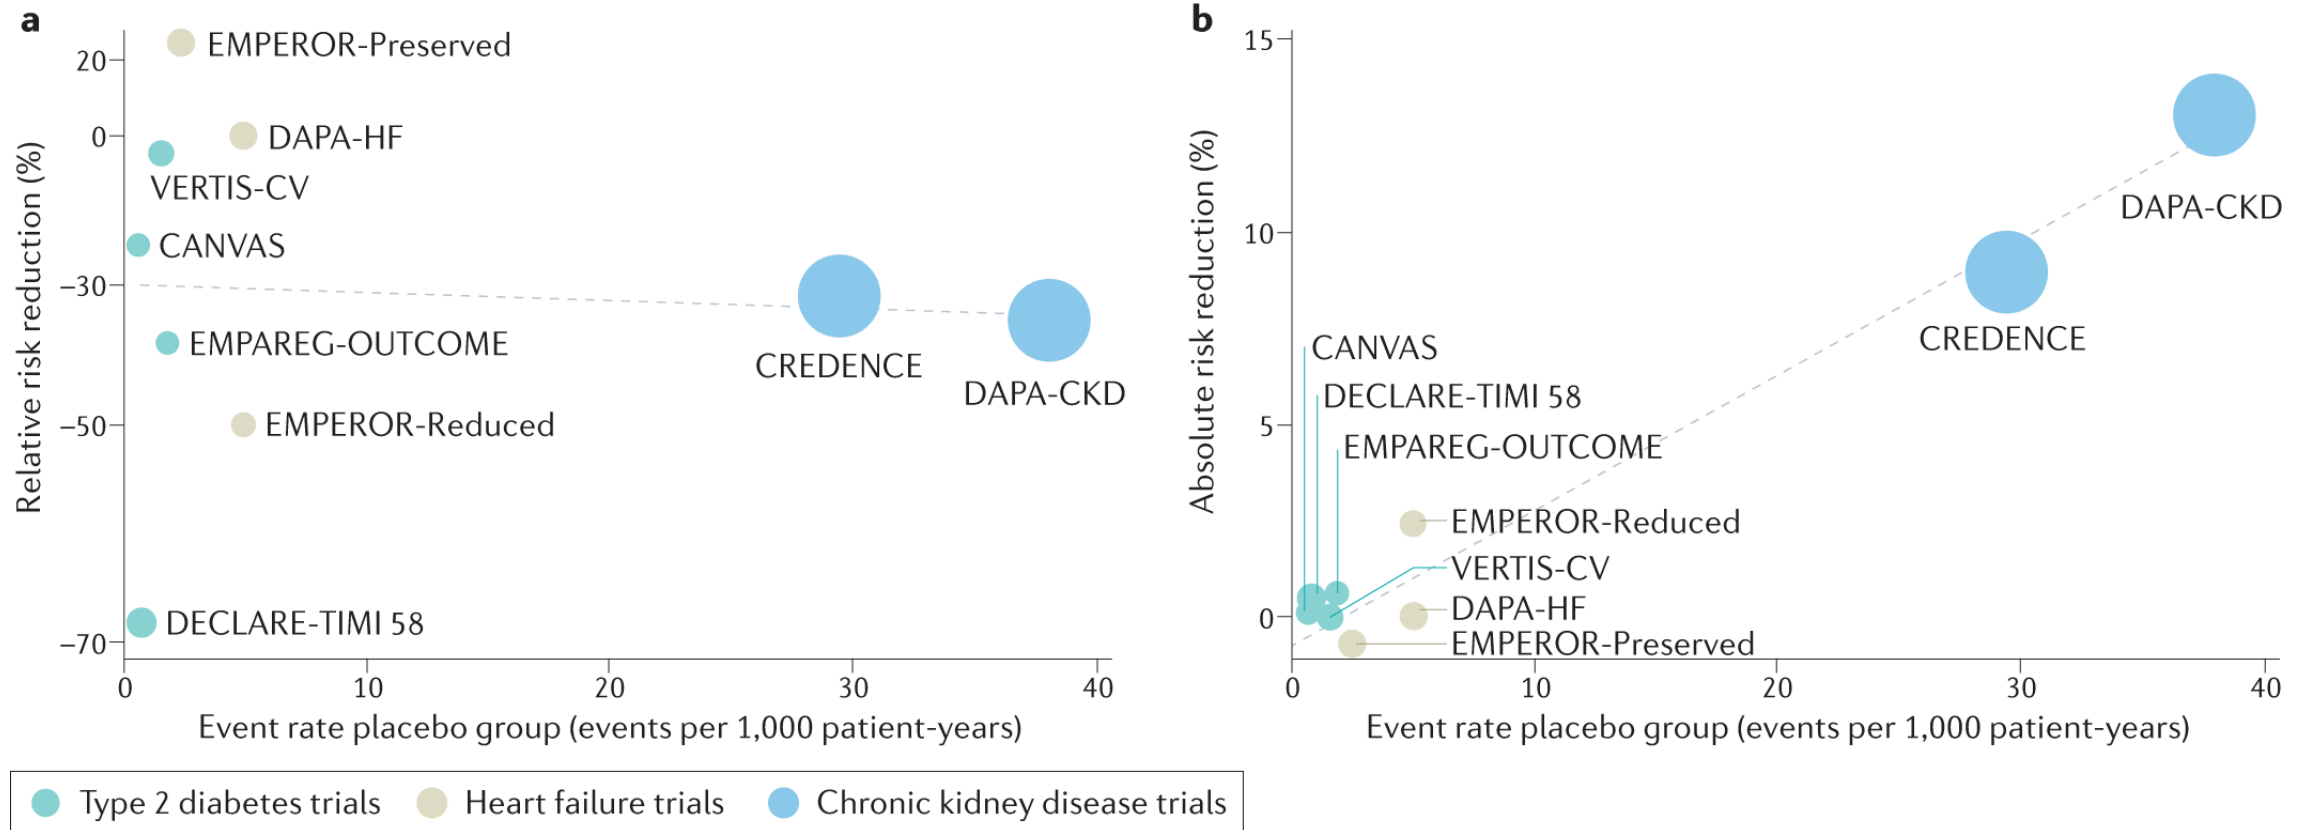 a
Relative risk reduction (%)
20
0
–30
–50
–70
EMPEROR-Preserved
DAPA-HF
VERTIS-CV
CANVAS
EMPAREG-OUTCOME
CREDENCE
DAPA-CKD
EMPEROR-Reduced
DECLARE-TIMI 58
0
10
20
30
40
Event rate placebo group (events per 1,000 patient-years)
b
Absolute risk reduction (%)
15
10
5
0
DAPA-CKD
CREDENCE
CANVAS
DECLARE-TIMI 58
EMPAREG-OUTCOME
EMPEROR-Reduced
VERTIS-CV
DAPA-HF
EMPEROR-Preserved
0
10
20
30
40
Event rate placebo group (events per 1,000 patient-years)
Type 2 diabetes trials
Heart failure trials
Chronic kidney disease trials